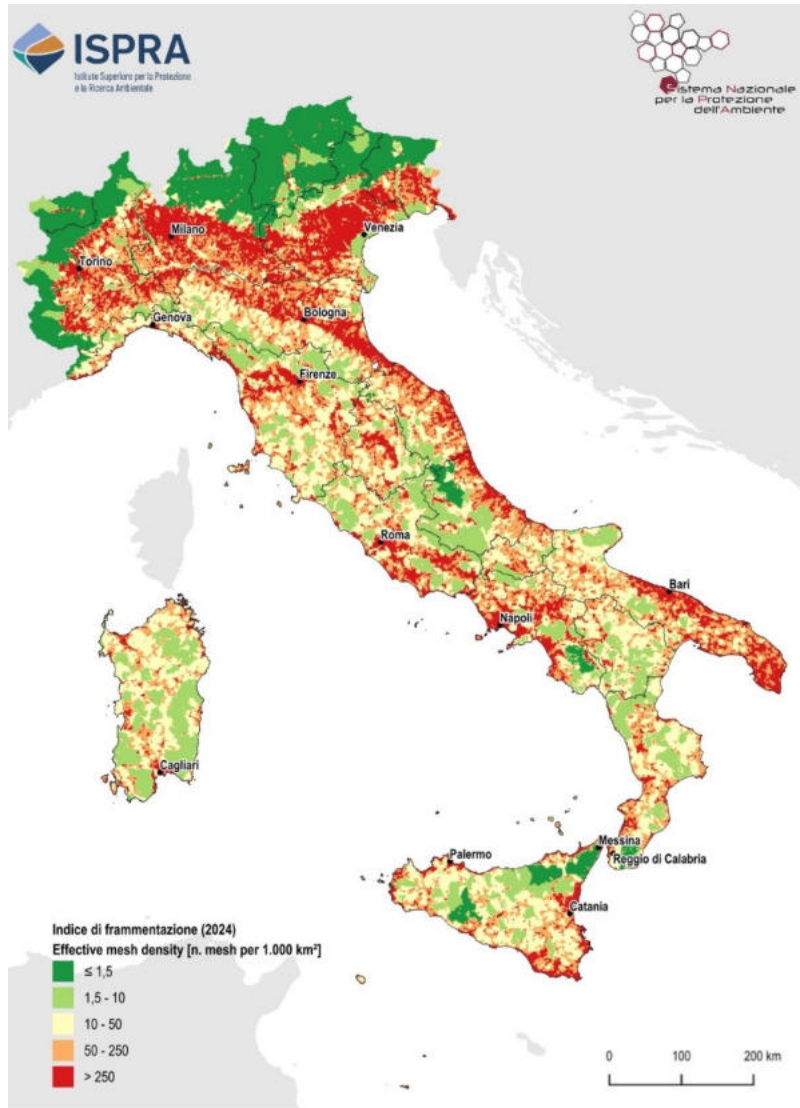 ISPRA
Istituto Superiore per la Protezione
e la Ricerca Ambientale
Sistema Nazionale
per la Protezione
dell'Ambiente
Milano
Venezia
Torino
Genova
Bologna
Firenze
Roma
Bari
Napoli
Cagliari
Messina
Palermo
Reggio di Calabria
Catania
Indice di frammentazione (2024)
Effective mesh density [n. mesh per 1.000 km²]
≤ 1,5
1,5 - 10
10 - 50
50 - 250
> 250
0 100 200 km